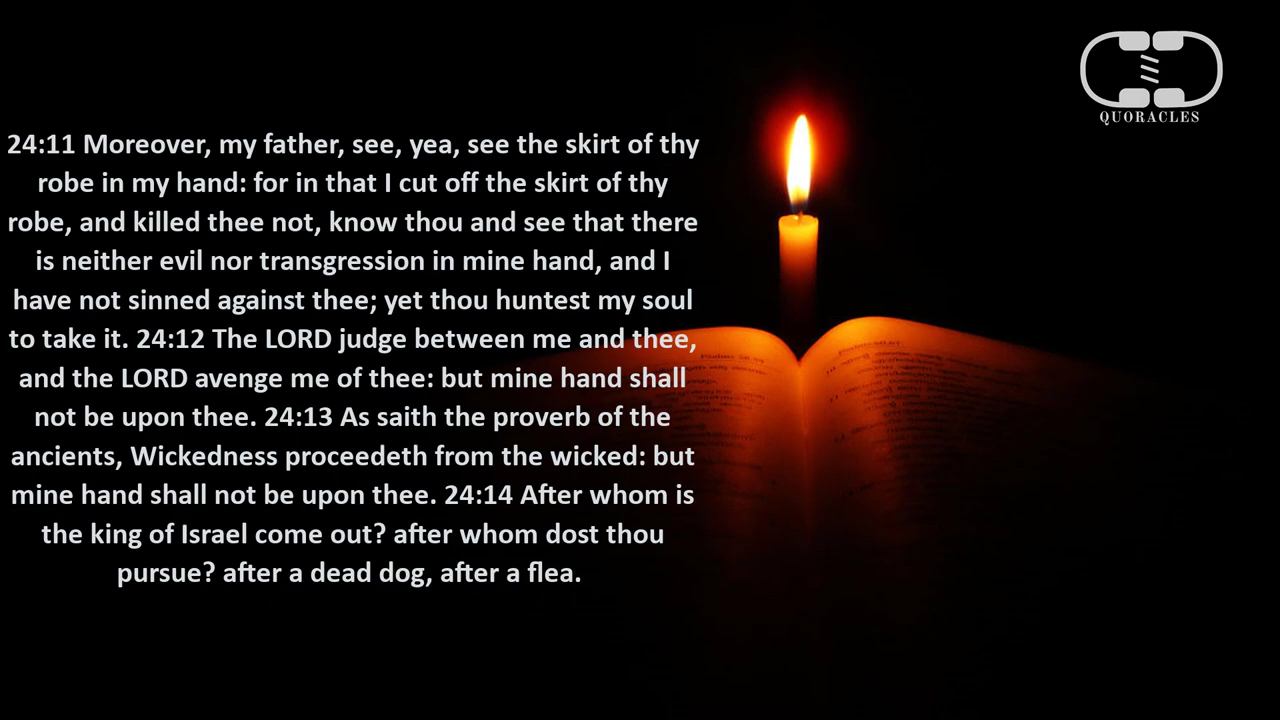 QUORACLES
24:11 Moreover, my father, see, yea, see the skirt of thy
robe in my hand: for in that I cut off the skirt of thy
robe, and killed thee not, know thou and see that there
is neither evil nor transgression in mine hand, and I
have not sinned against thee; yet thou huntest my soul
to take it. 24:12 The LORD judge between me and thee,
and the LORD avenge me of thee: but mine hand shall
not be upon thee. 24:13 As saith the proverb of the
ancients, Wickedness proceedeth from the wicked: but
mine hand shall not be upon thee. 24:14 After whom is
the king of Israel come out? after whom dost thou
pursue? after a dead dog, after a flea.